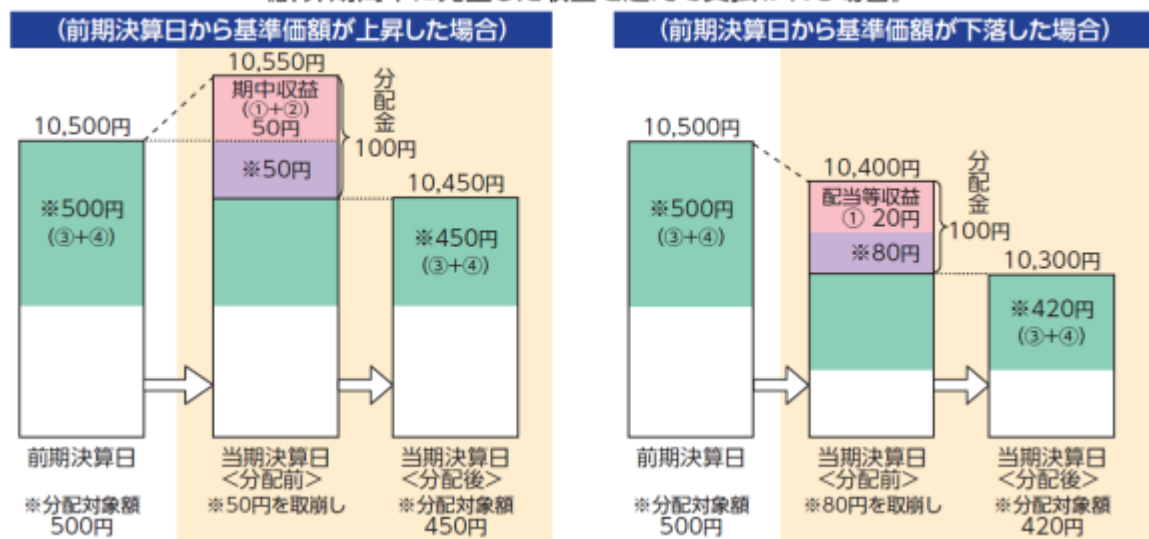 (前期決算日から基準価額が上昇した場合)
10,550円
期中収益
(①+②)
50円
分配金
100円
10,500円
※50円
10,450円
※500円
(③+④)
※450円
(③+④)
前期決算日
当期決算日
<分配前>
当期決算日
<分配後>
※分配対象額
500円
※50円を取崩し
※分配対象額
450円
(前期決算日から基準価額が下落した場合)
10,500円
10,400円
配当等収益
① 20円
分配金
100円
※80円
10,300円
※500円
(③+④)
※420円
(③+④)
前期決算日
当期決算日
<分配前>
当期決算日
<分配後>
※分配対象額
500円
※80円を取崩し
※分配対象額
420円